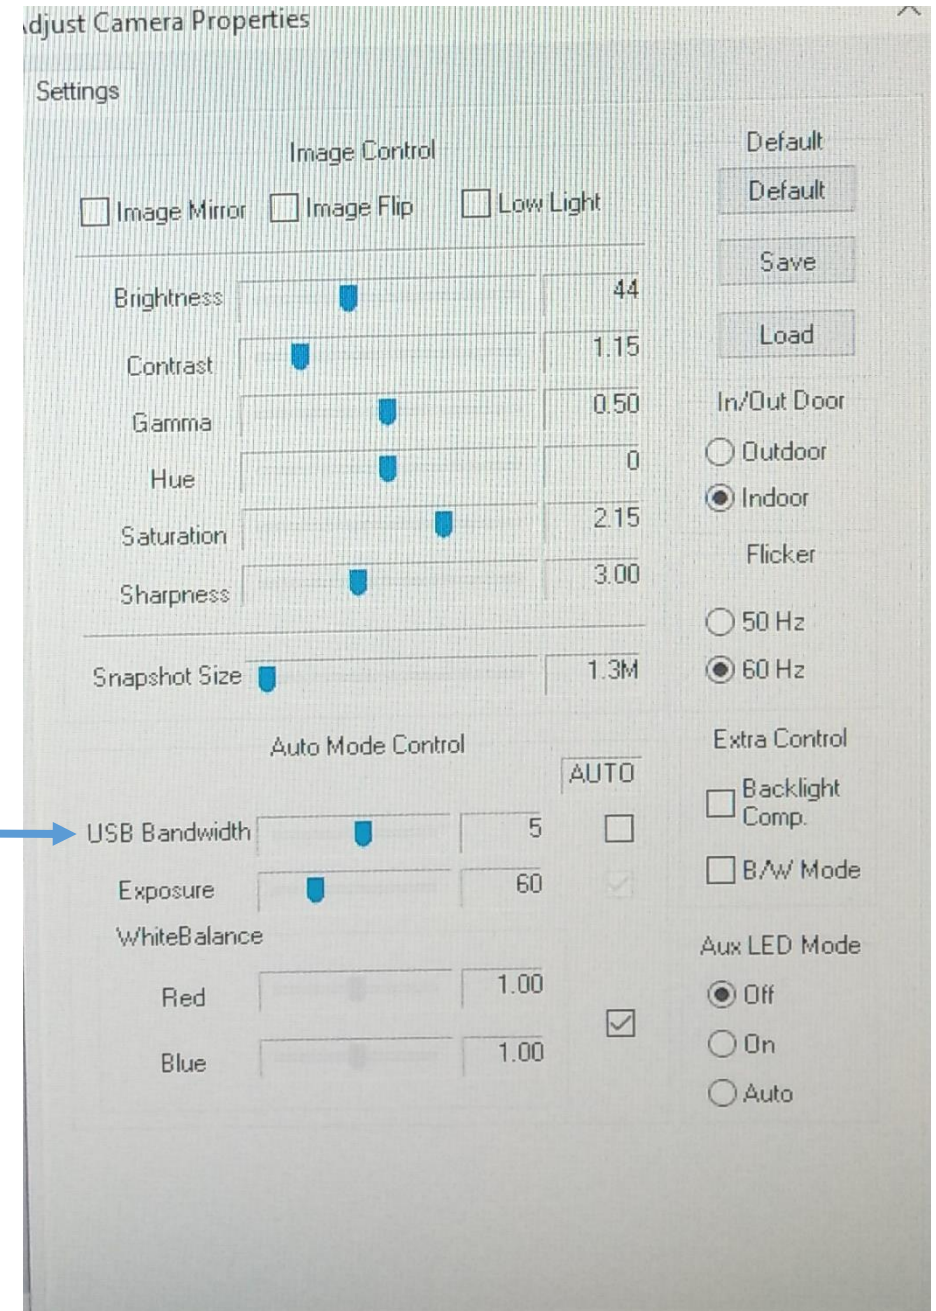 Adjust Camera Properties
Settings
Image Control
Image Mirror Image Flip Low Light
Brightness 44
Contrast 1.15
Gamma 0.50
Hue 0
Saturation 2.15
Sharpness 3.00
Snapshot Size 1.3M
Auto Mode Control
AUTO
USB Bandwidth 5
Exposure 60
WhiteBalance
Red 1.00
Blue 1.00
Default
Default
Save
Load
In/Out Door
Outdoor
Indoor
Flicker
50 Hz
60 Hz
Extra Control
Backlight
Comp.
B/W Mode
Aux LED Mode
Off
On
Auto